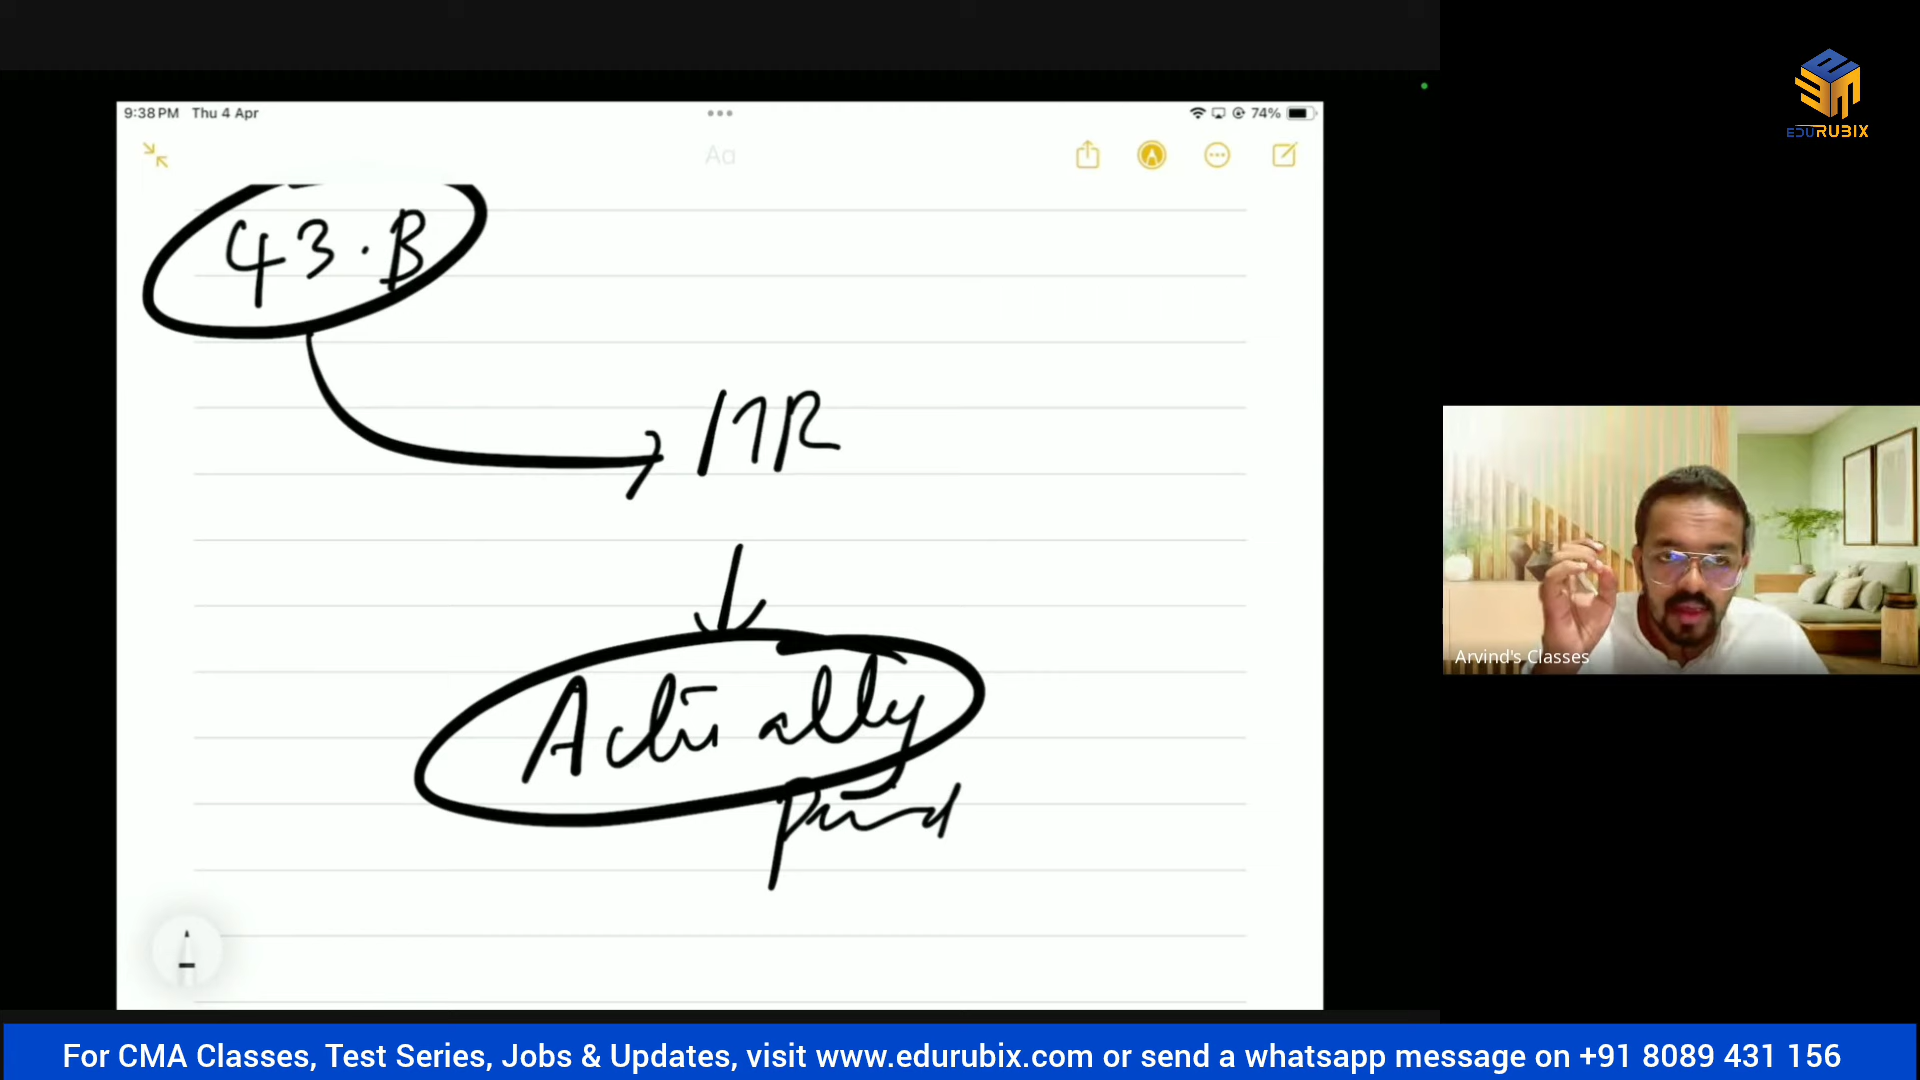 9:38 PM Thu 4 Apr
74%
Aa
EDURUBIX
43.B
ITR
Actually
paid
Arvind's Classes
For CMA Classes, Test Series, Jobs & Updates, visit www.edurubix.com or send a whatsapp message on +91 8089 431 156